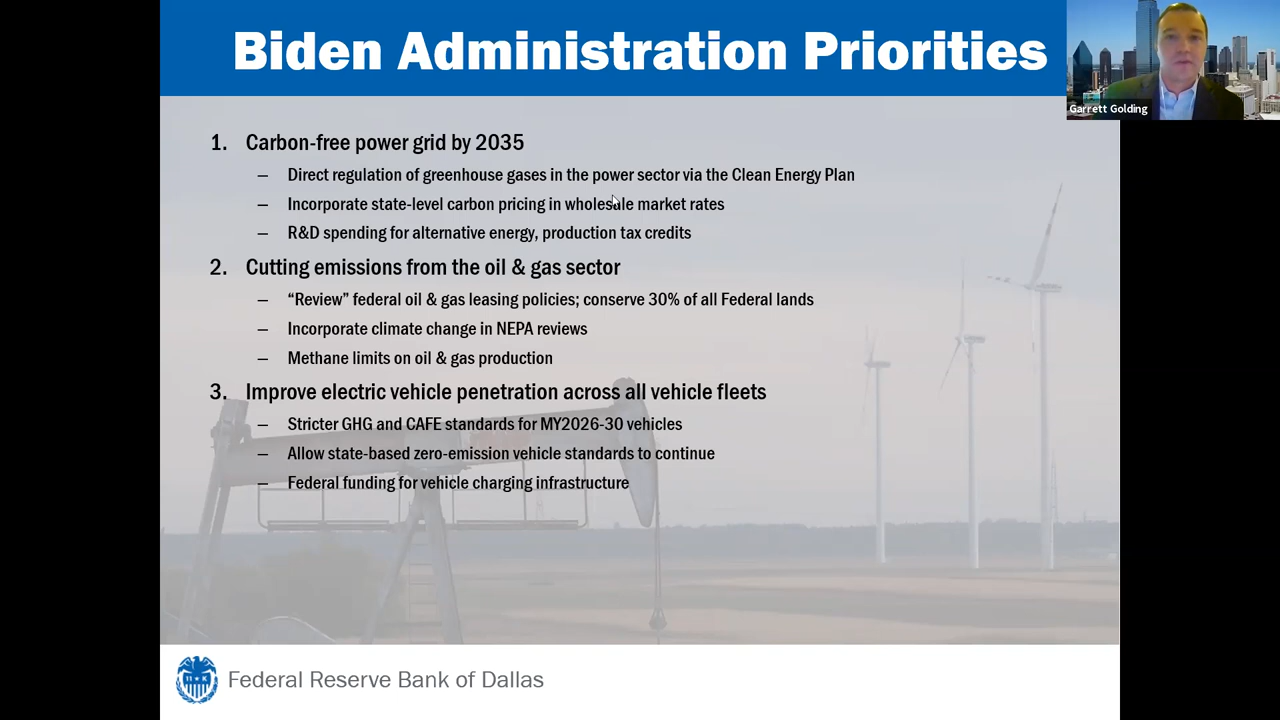 Biden Administration Priorities
Garrett Golding
1. Carbon-free power grid by 2035
– Direct regulation of greenhouse gases in the power sector via the Clean Energy Plan
– Incorporate state-level carbon pricing in wholesale market rates
– R&D spending for alternative energy, production tax credits
2. Cutting emissions from the oil & gas sector
– “Review” federal oil & gas leasing policies; conserve 30% of all Federal lands
– Incorporate climate change in NEPA reviews
– Methane limits on oil & gas production
3. Improve electric vehicle penetration across all vehicle fleets
– Stricter GHG and CAFE standards for MY2026-30 vehicles
– Allow state-based zero-emission vehicle standards to continue
– Federal funding for vehicle charging infrastructure
Federal Reserve Bank of Dallas